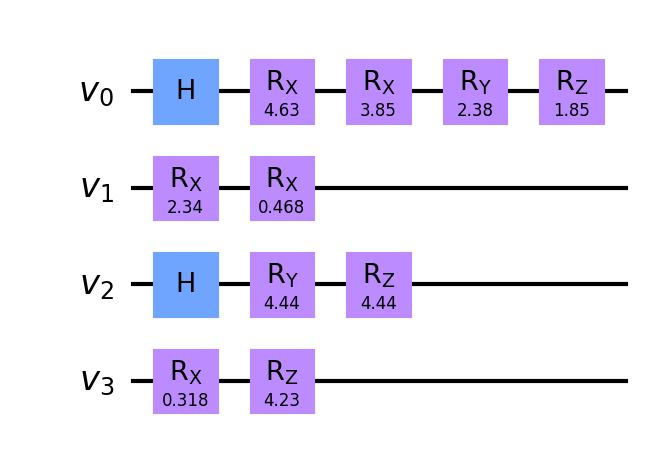 v0 H RX 4.63 RX 3.85 RY 2.38 RZ 1.85
v1 RX 2.34 RX 0.468
v2 H RY 4.44 RZ 4.44
v3 RX 0.318 RZ 4.23